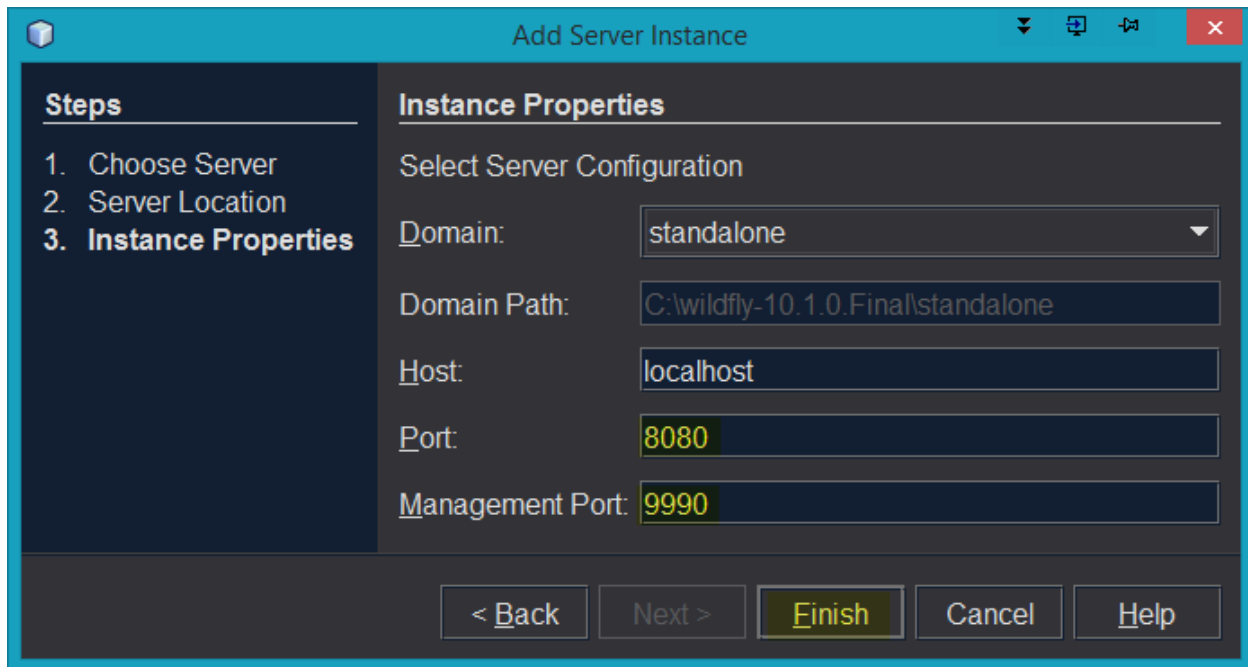 Add Server Instance
Steps
1. Choose Server
2. Server Location
3. Instance Properties
Instance Properties
Select Server Configuration
Domain: standalone
Domain Path: C:\wildfly-10.1.0.Final\standalone
Host: localhost
Port: 8080
Management Port: 9990
< Back Next > Finish Cancel Help